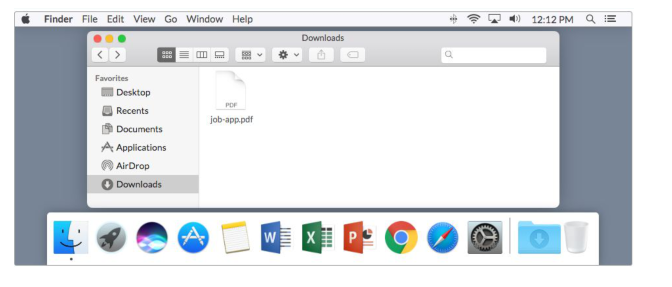 Finder File Edit View Go Window Help 12:12 PM
Downloads
Favorites
Desktop
Recents
Documents
Applications
AirDrop
Downloads
PDF
job-app.pdf
W
X
P